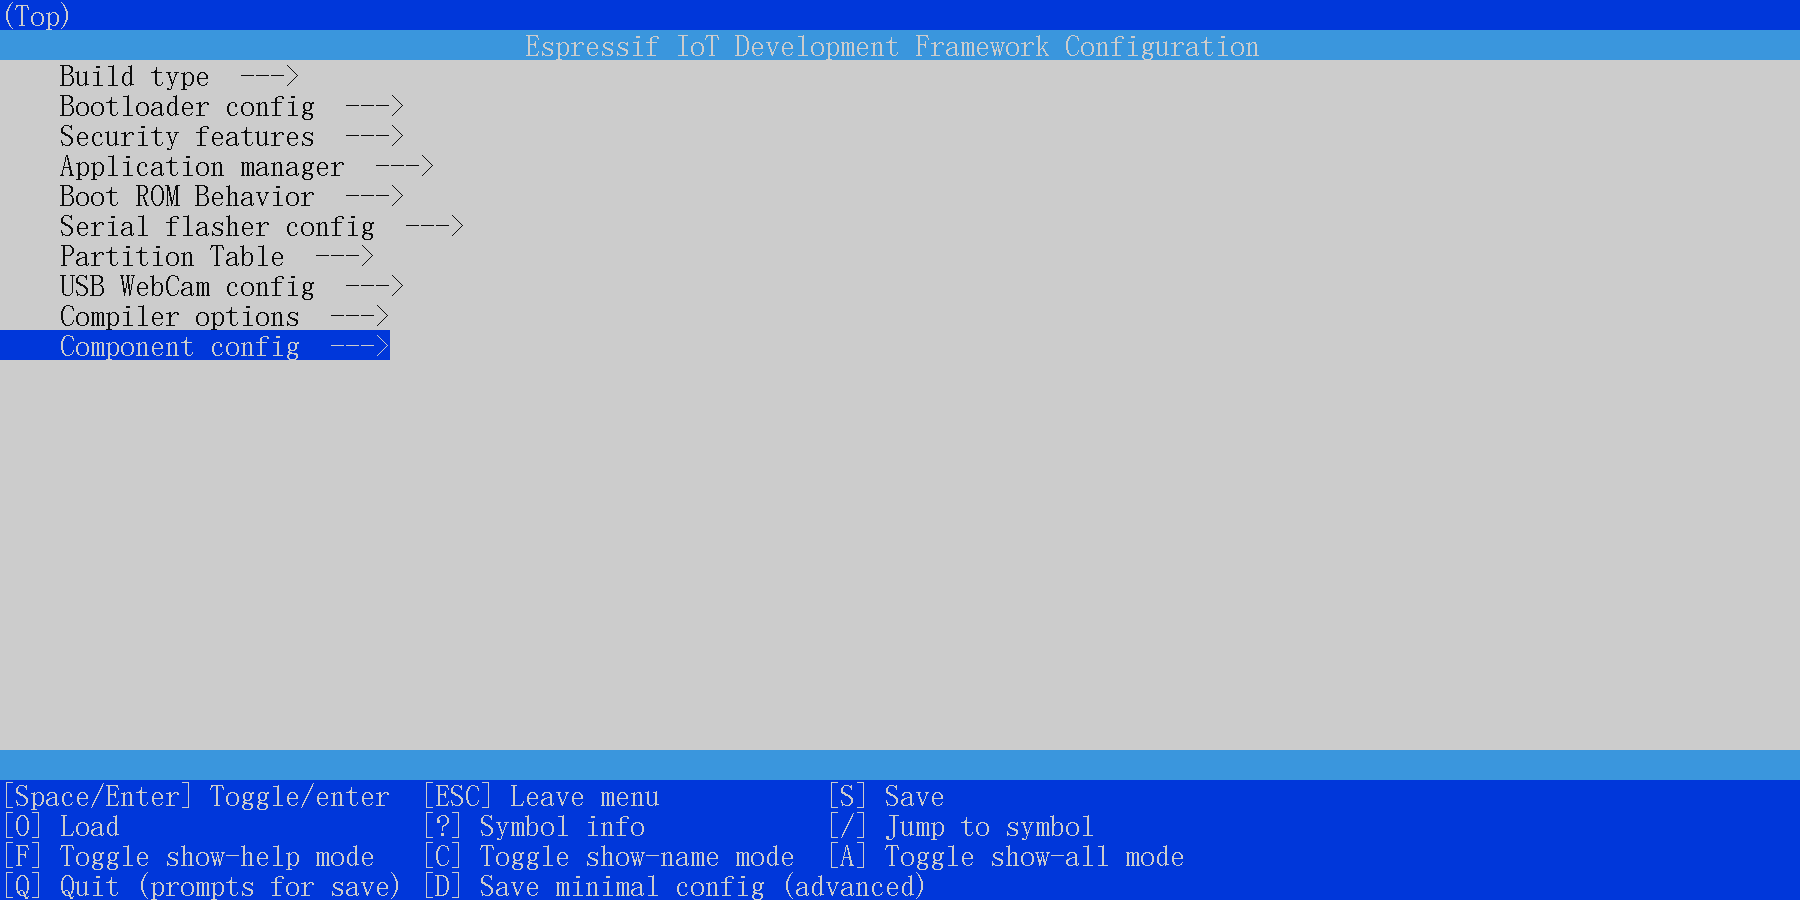 (Top)
Espressif IoT Development Framework Configuration
Build type  --->
Bootloader config  --->
Security features  --->
Application manager  --->
Boot ROM Behavior  --->
Serial flasher config  --->
Partition Table  --->
USB WebCam config  --->
Compiler options  --->
Component config  --->
[Space/Enter] Toggle/enter  [ESC] Leave menu  [S] Save
[O] Load  [?] Symbol info  [/] Jump to symbol
[F] Toggle show-help mode  [C] Toggle show-name mode  [A] Toggle show-all mode
[Q] Quit (prompts for save)  [D] Save minimal config (advanced)